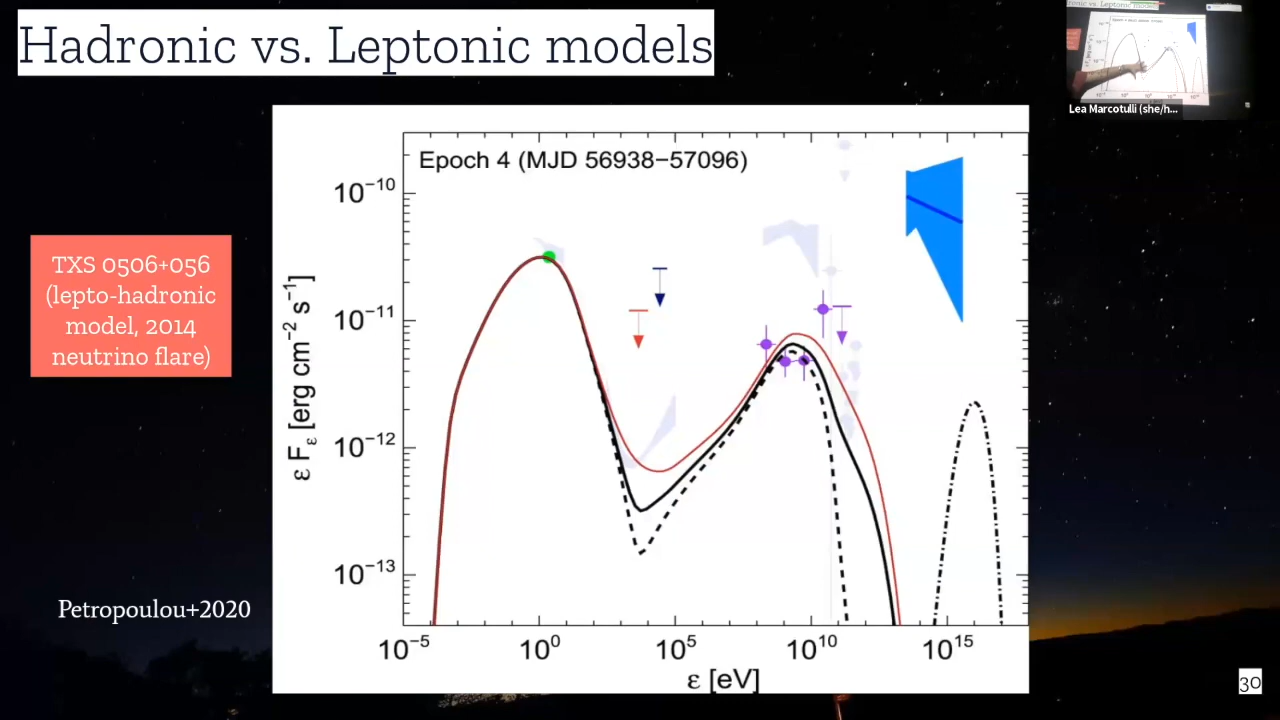 Hadronic vs. Leptonic models
Lea Marcotulli (she/h...
Epoch 4 (MJD 56938−57096)
TXS 0506+056
(lepto-hadronic
model, 2014
neutrino flare)
Petropoulou+2020
ε Fε [erg cm−2 s−1]
10−10
10−11
10−12
10−13
10−5
100
105
1010
1015
ε [eV]
30